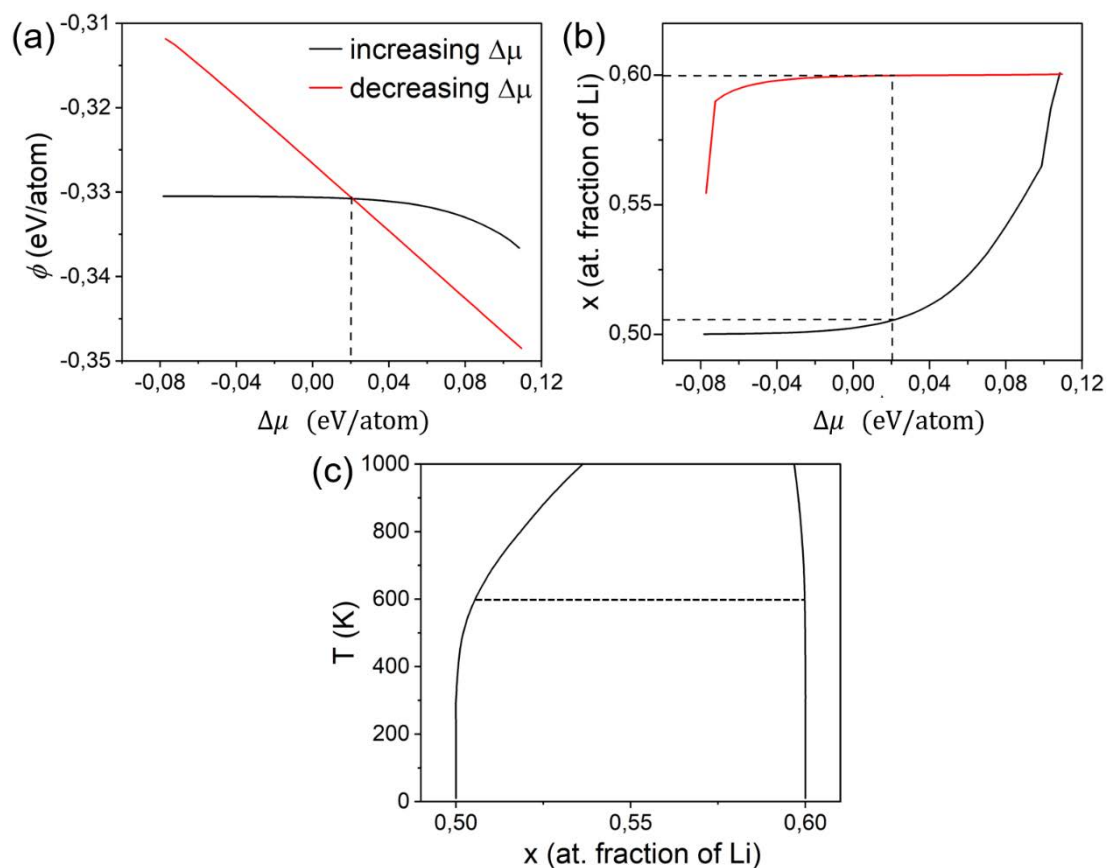 (a)
-0,31
-0,32
-0,33
-0,34
-0,35
ϕ (eV/atom)
increasing Δμ
decreasing Δμ
-0,08 -0,04 0,00 0,04 0,08 0,12
Δμ (eV/atom)
(b)
0,60
0,55
0,50
x (at. fraction of Li)
-0,08 -0,04 0,00 0,04 0,08 0,12
Δμ (eV/atom)
(c)
1000
800
600
400
200
0
T (K)
0,50 0,55 0,60
x (at. fraction of Li)